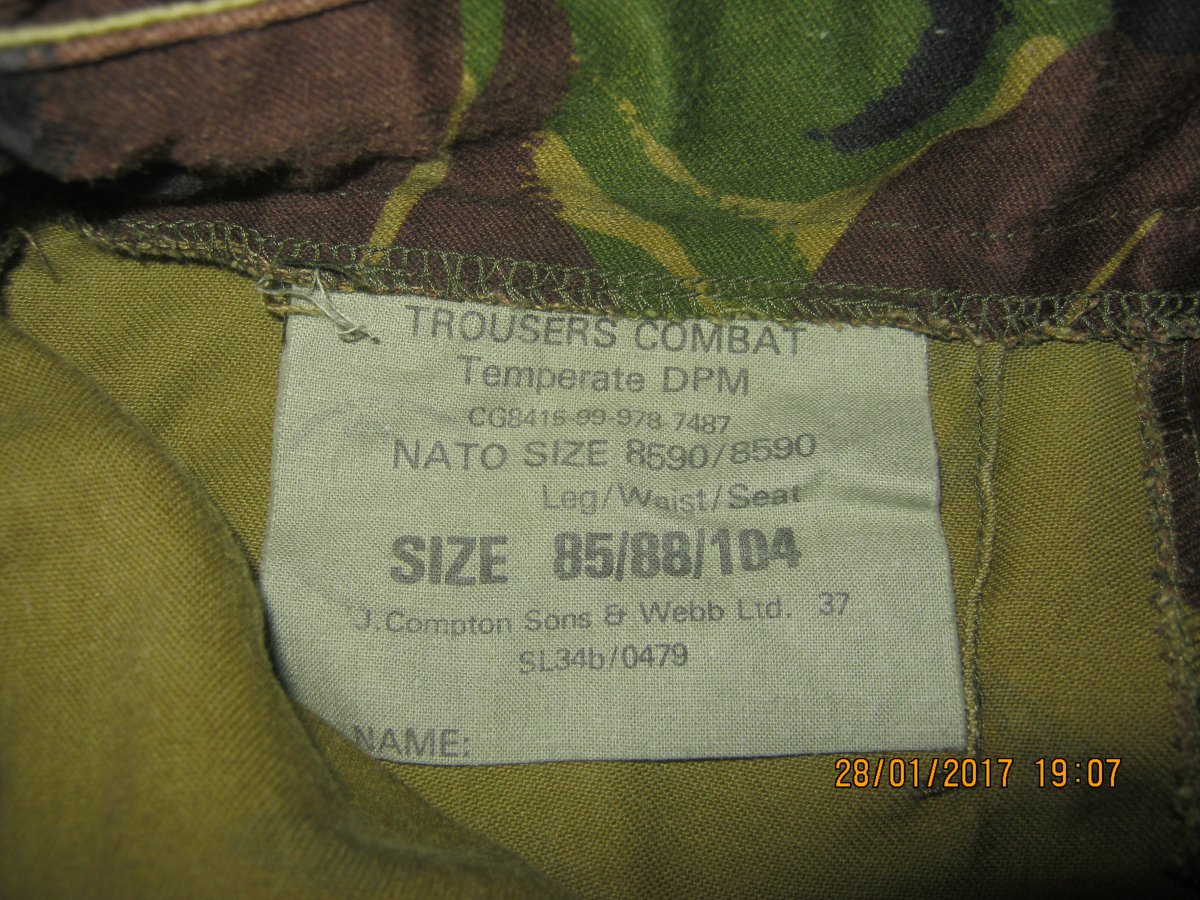 TROUSERS COMBAT
Temperate DPM
CG8415-99-978 7487
NATO SIZE 8590/8590
Leg/Waist/Seat
SIZE 85/88/104
J. Compton Sons & Webb Ltd. 37
SL34b/0479
NAME:
28/01/2017 19:07